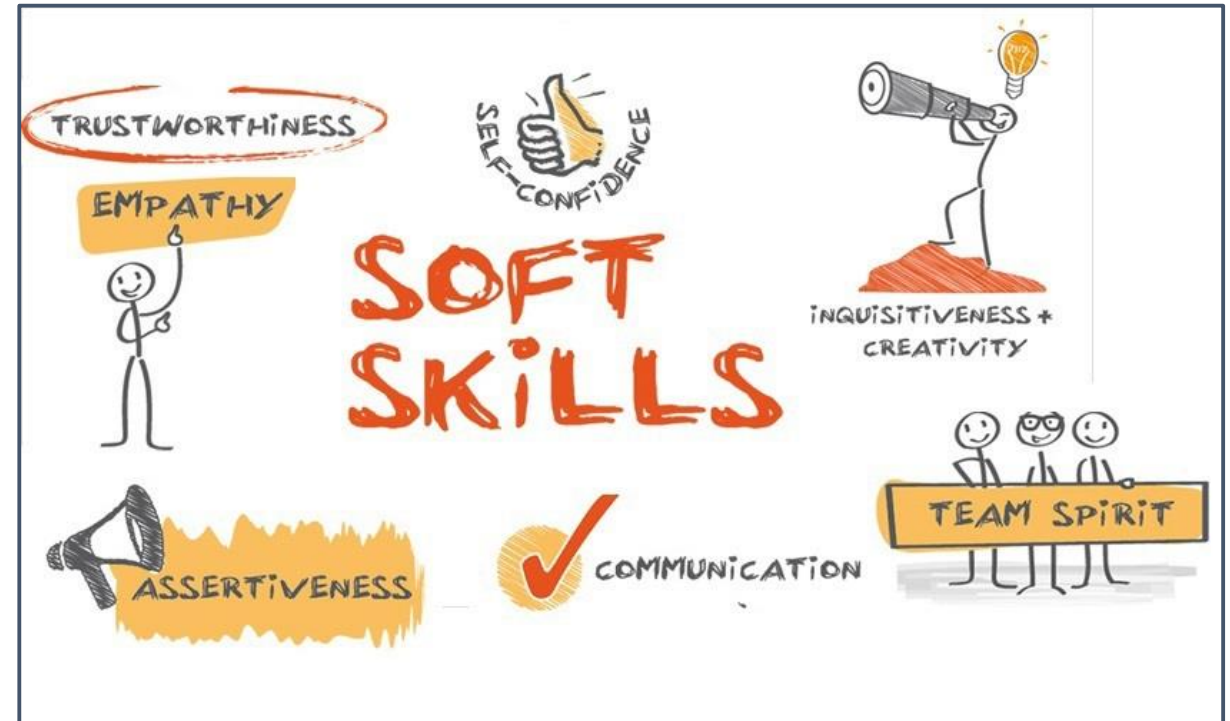 TRUSTWORTHINESS
EMPATHY
SELF-CONFIDENCE
SOFT
SKiLLS
iNQUiSiTiVENESS +
CREATiViTY
ASSERTiVENESS
COMMUNiCATiON
TEAM SPiRiT